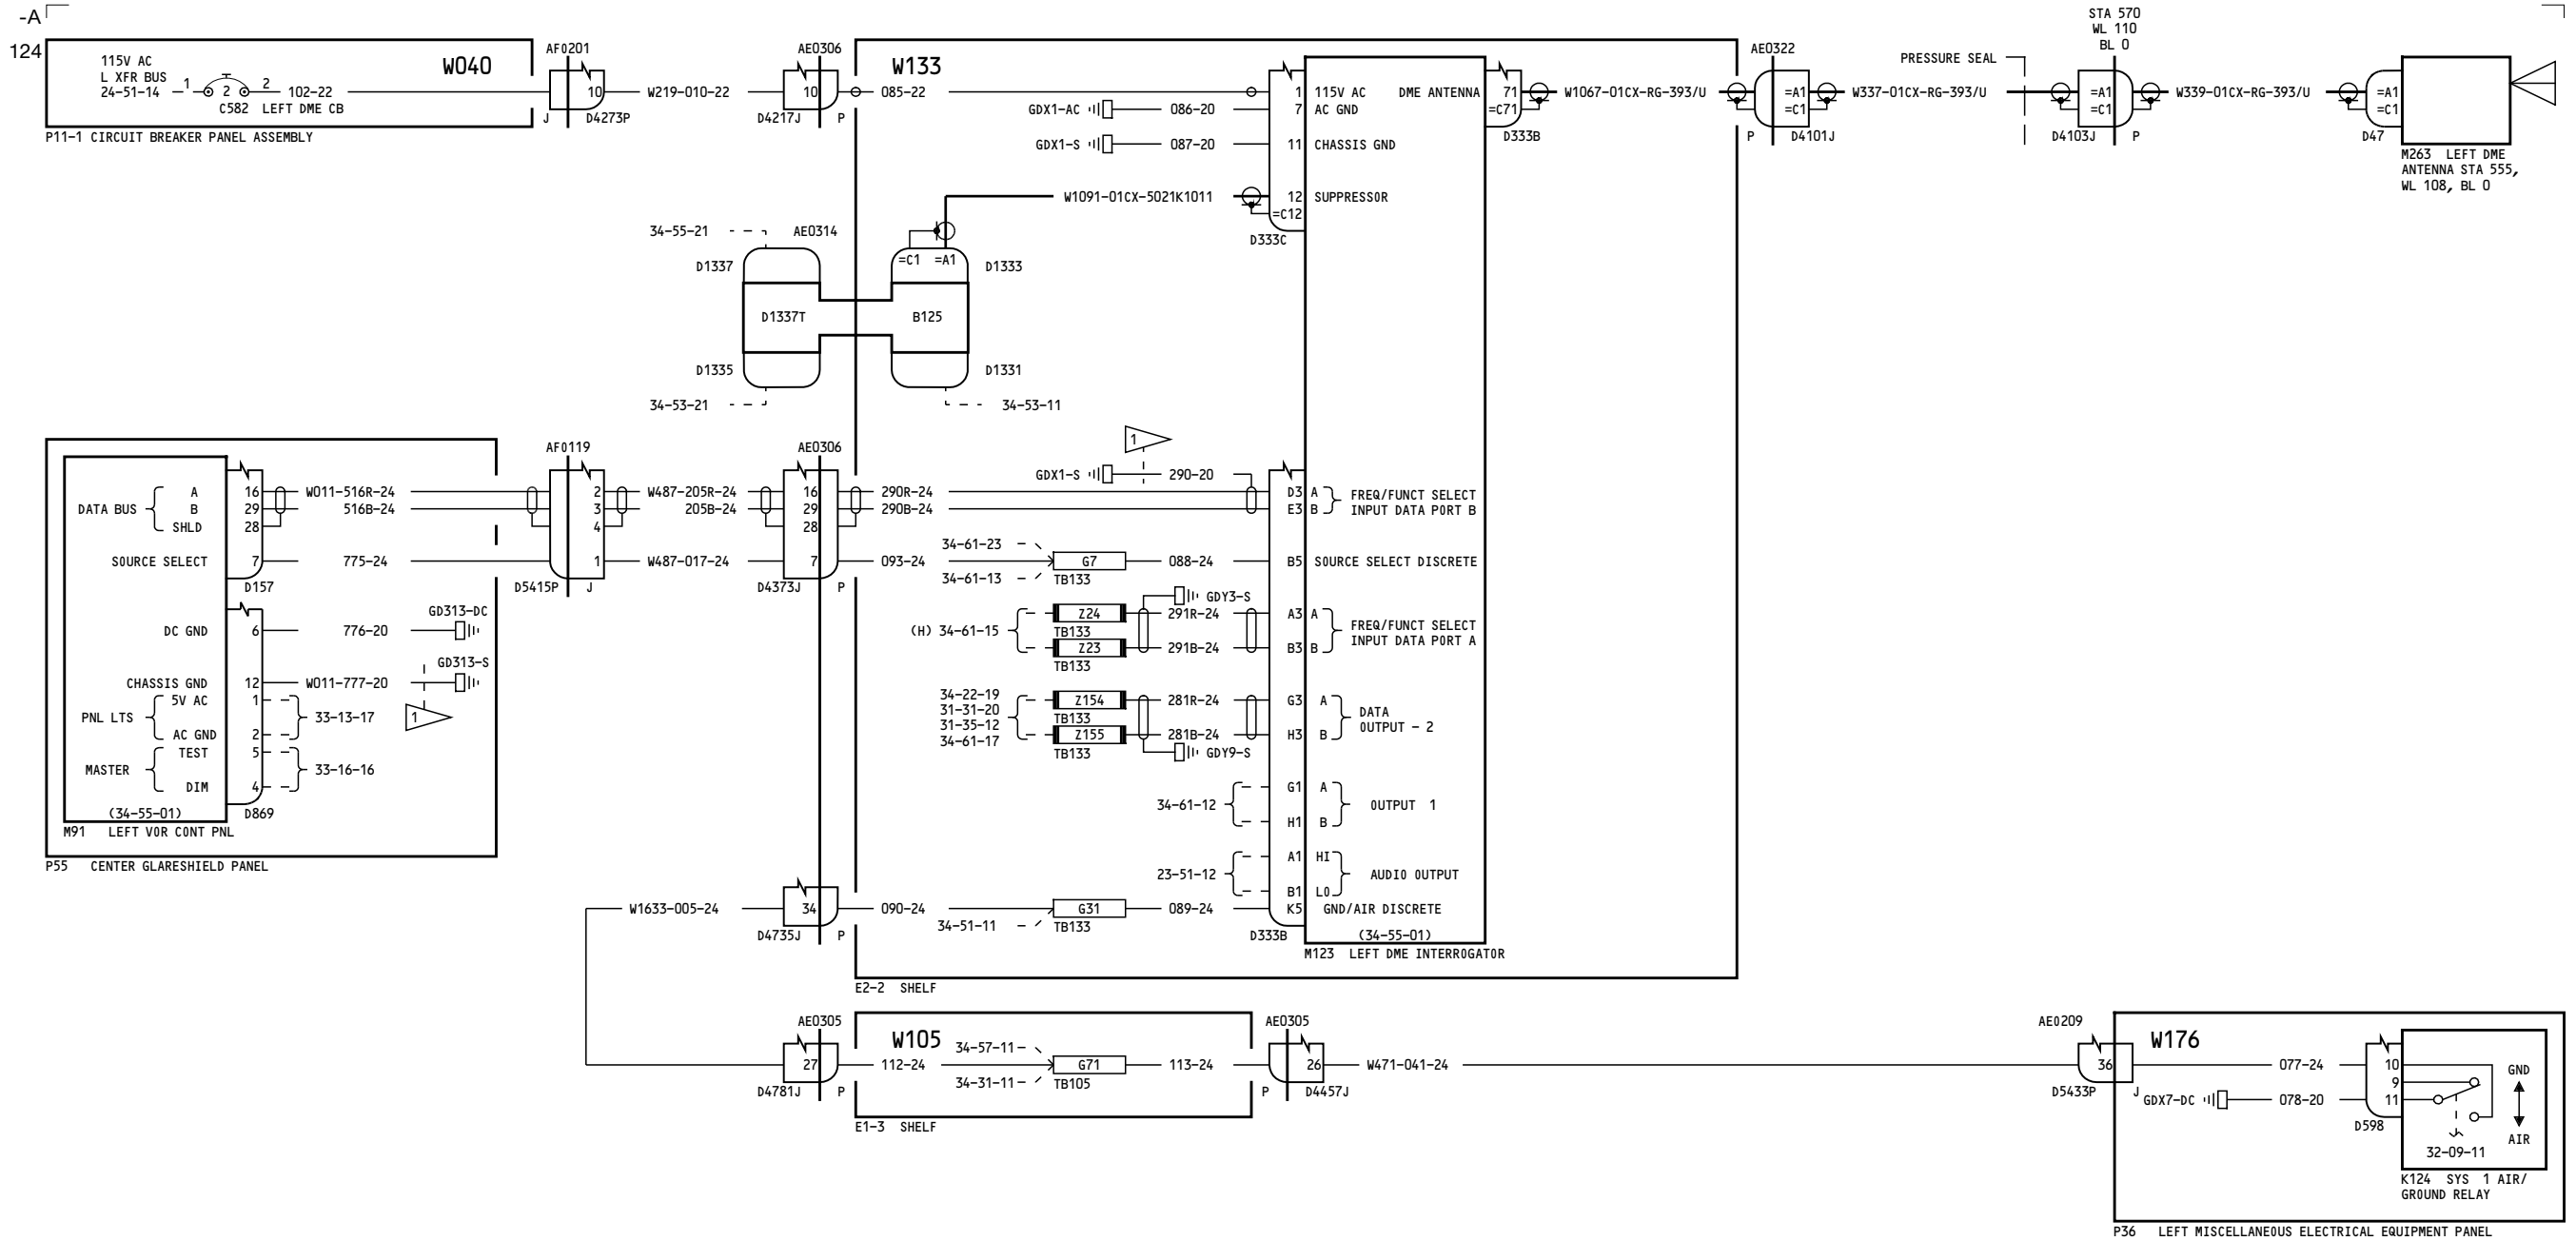 -A
124
115V AC
L XFR BUS
24-51-14
1
2
2
102-22
C582 LEFT DME CB
W040
P11-1 CIRCUIT BREAKER PANEL ASSEMBLY
AF0201
10
J
D4273P
W219-010-22
AE0306
10
D4217J
P
W133
085-22
GDX1-AC
086-20
GDX1-S
087-20
W1091-01CX-5021K1011
1 115V AC
7 AC GND
11 CHASSIS GND
12 SUPPRESSOR
=C12
D333C
DME ANTENNA
71
=C71
D333B
W1067-01CX-RG-393/U
AE0322
=A1
=C1
P
D4101J
W337-01CX-RG-393/U
PRESSURE SEAL
STA 570
WL 110
BL 0
=A1
=C1
D4103J
P
W339-01CX-RG-393/U
=A1
=C1
D47
M263 LEFT DME
ANTENNA STA 555,
WL 108, BL 0
34-55-21
AE0314
D1337
=C1 =A1
D1333
D1337T
B125
D1335
D1331
34-53-21
34-53-11
DATA BUS
A
B
SHLD
SOURCE SELECT
16
29
28
7
D157
W011-516R-24
516B-24
775-24
DC GND
6
776-20
GD313-DC
CHASSIS GND
12
W011-777-20
GD313-S
1
PNL LTS
5V AC
1
AC GND
2
33-13-17
MASTER
TEST
5
DIM
4
33-16-16
(34-55-01)
D869
M91 LEFT VOR CONT PNL
P55 CENTER GLARESHIELD PANEL
AF0119
2
3
4
1
D5415P
J
W487-205R-24
205B-24
W487-017-24
AE0306
16
29
28
7
D4373J
P
1
GDX1-S
290-20
290R-24
290B-24
D3 A
E3 B
FREQ/FUNCT SELECT
INPUT DATA PORT B
34-61-23
093-24
34-61-13
G7
TB133
088-24
B5 SOURCE SELECT DISCRETE
GDY3-S
(H) 34-61-15
Z24
TB133
Z23
TB133
291R-24
291B-24
A3 A
B3 B
FREQ/FUNCT SELECT
INPUT DATA PORT A
34-22-19
31-31-20
31-35-12
34-61-17
Z154
TB133
Z155
TB133
281R-24
281B-24
GDY9-S
G3 A
H3 B
DATA
OUTPUT - 2
34-61-12
G1 A
H1 B
OUTPUT 1
23-51-12
A1 HI
B1 LO
AUDIO OUTPUT
W1633-005-24
34
D4735J
P
090-24
34-51-11
G31
TB133
089-24
K5 GND/AIR DISCRETE
D333B
(34-55-01)
M123 LEFT DME INTERROGATOR
E2-2 SHELF
AE0305
27
D4781J
P
W105
112-24
34-57-11
34-31-11
G71
TB105
113-24
E1-3 SHELF
AE0305
26
P
D4457J
W471-041-24
AE0209
36
D5433P
J
W176
077-24
GDX7-DC
078-20
10
9
11
D598
GND
AIR
32-09-11
K124 SYS 1 AIR/
GROUND RELAY
P36 LEFT MISCELLANEOUS ELECTRICAL EQUIPMENT PANEL